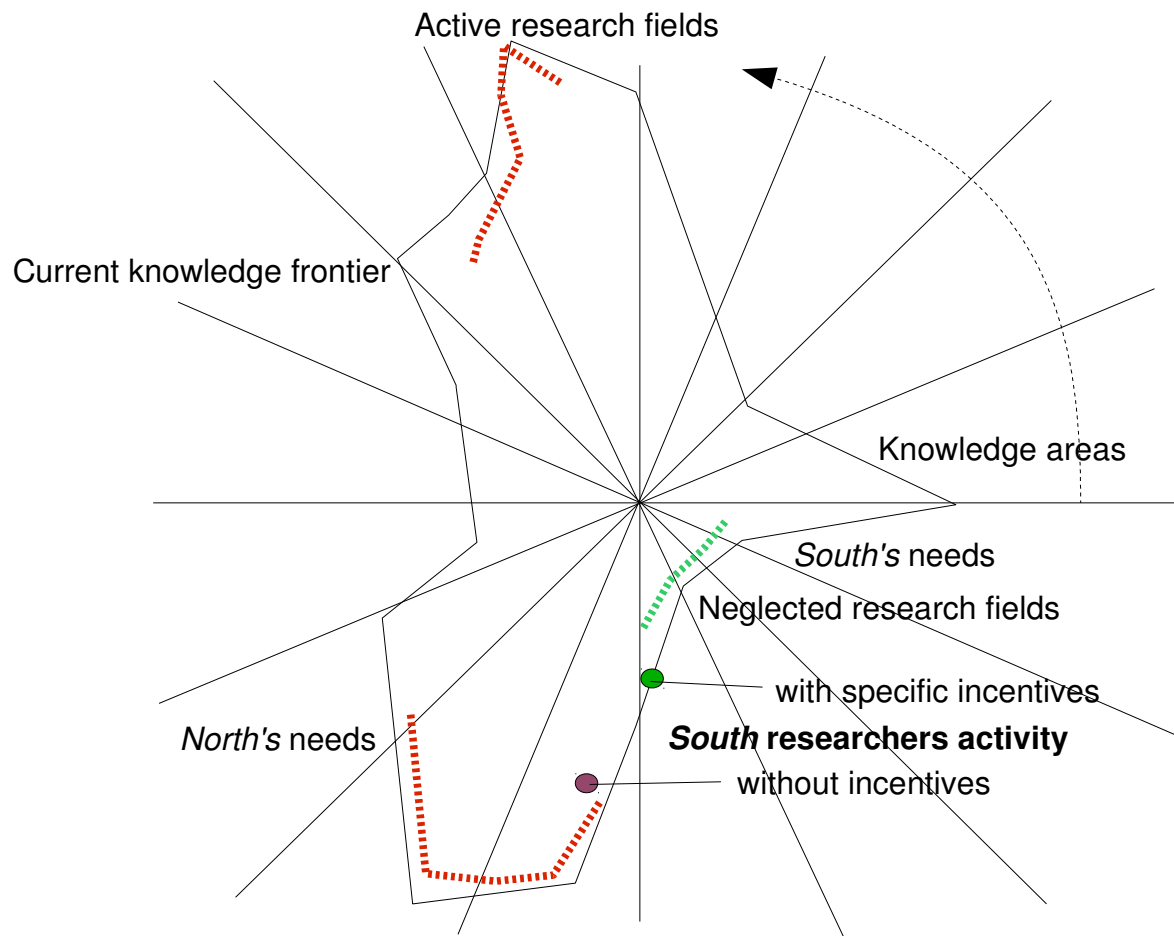 Active research fields
Current knowledge frontier
Knowledge areas
South's needs
Neglected research fields
with specific incentives
North's needs
South researchers activity
without incentives